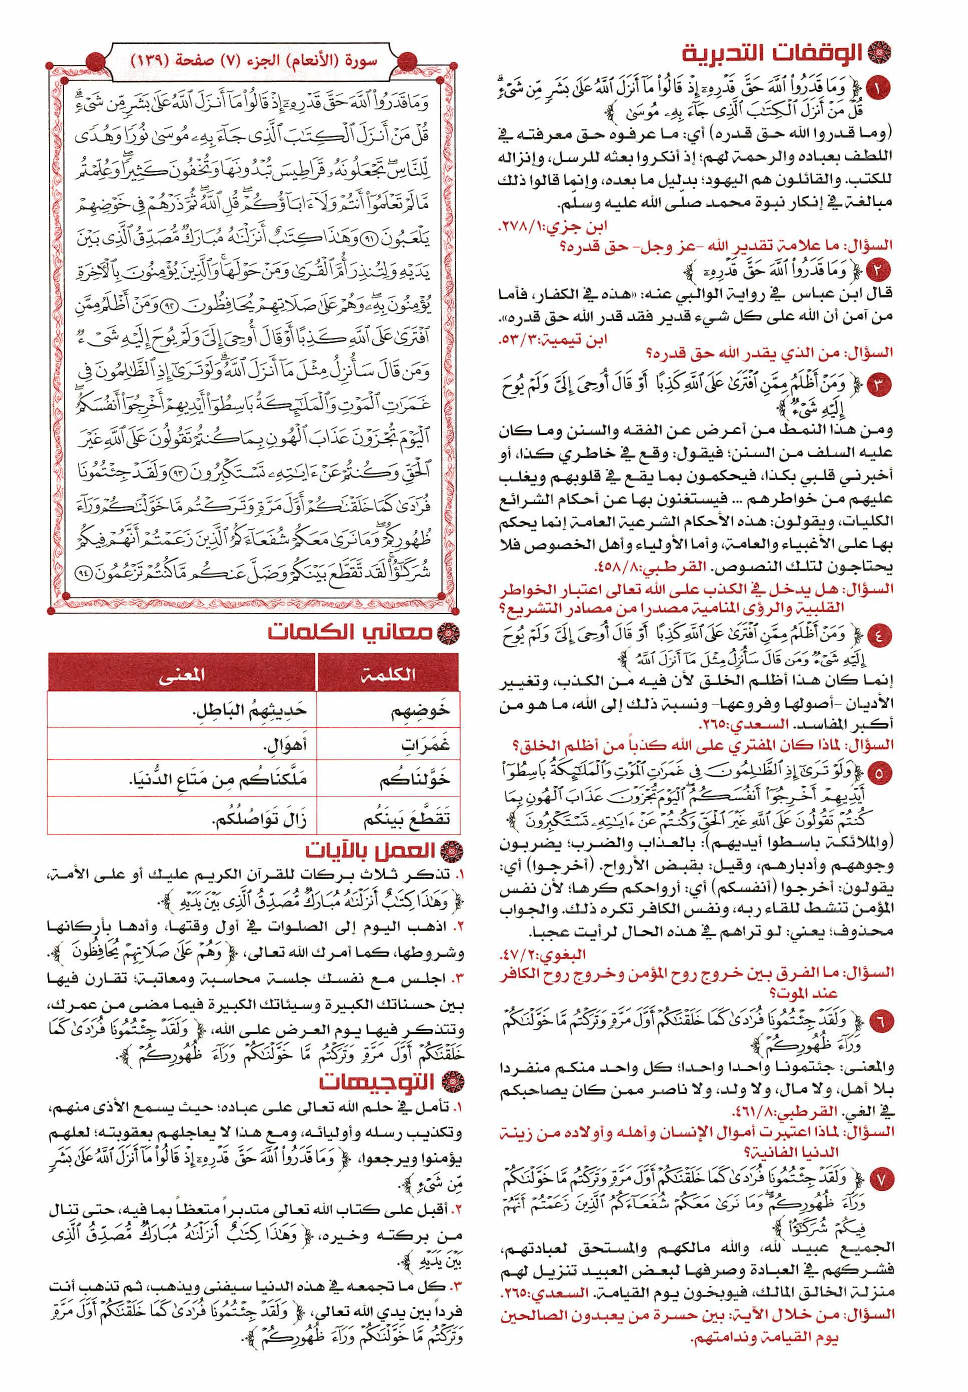 الوقفات التدبرية
١ ﴿ وَمَا قَدَرُوا۟ ٱللَّهَ حَقَّ قَدْرِهِۦٓ إِذْ قَالُوا۟ مَآ أَنزَلَ ٱللَّهُ عَلَىٰ بَشَرٍ مِّن شَىْءٍ ۗ
قُلْ مَنْ أَنزَلَ ٱلْكِتَٰبَ ٱلَّذِى جَآءَ بِهِۦ مُوسَىٰ ﴾
(وما قدروا الله حق قدره) أي: ما عرفوه حق معرفته في
اللطف بعباده والرحمة لهم؛ إذ أنكروا بعثه للرسل، وإنزاله
للكتب. والقائلون هم اليهود؛ بدليل ما بعده، وإنما قالوا ذلك
مبالغة في إنكار نبوة محمد صلى الله عليه وسلم.
ابن جزي:٢٧٨/١.
السؤال: ما علامة تقدير الله -عز وجل- حق قدره؟
٢ ﴿ وَمَا قَدَرُوا۟ ٱللَّهَ حَقَّ قَدْرِهِۦٓ ﴾
قال ابن عباس في رواية الوالبي عنه: «هذه في الكفار، فأما
من آمن أن الله على كل شيء قدير فقد قدر الله حق قدره».
ابن تيمية:٥٣/٣.
السؤال: من الذي يقدر الله حق قدره؟
٣ ﴿ وَمَنْ أَظْلَمُ مِمَّنِ ٱفْتَرَىٰ عَلَى ٱللَّهِ كَذِبًا أَوْ قَالَ أُوحِىَ إِلَىَّ وَلَمْ يُوحَ
إِلَيْهِ شَىْءٌ ﴾
ومن هذا النمط من أعرض عن الفقه والسنن وما كان
عليه السلف من السنن؛ فيقول: وقع في خاطري كذا، أو
أخبرني قلبي بكذا، فيحكمون بما يقع في قلوبهم ويغلب
عليهم من خواطرهم ... فيستغنون بها عن أحكام الشرائع
الكليات، ويقولون: هذه الأحكام الشرعية العامة إنما يحكم
بها على الأغبياء والعامة، وأما الأولياء وأهل الخصوص فلا
يحتاجون لتلك النصوص. القرطبي:٤٥٨/٨.
السؤال: هل يدخل في الكذب على الله تعالى اعتبار الخواطر
القلبية والرؤى المنامية مصدرا من مصادر التشريع؟
٤ ﴿ وَمَنْ أَظْلَمُ مِمَّنِ ٱفْتَرَىٰ عَلَى ٱللَّهِ كَذِبًا أَوْ قَالَ أُوحِىَ إِلَىَّ وَلَمْ يُوحَ
إِلَيْهِ شَىْءٌ وَمَن قَالَ سَأُنزِلُ مِثْلَ مَآ أَنزَلَ ٱللَّهُ ﴾
إنما كان هذا أظلم الخلق لأن فيه من الكذب، وتغيير
الأديان -أصولها وفروعها- ونسبة ذلك إلى الله، ما هو من
أكبر المفاسد. السعدي:٢٦٥.
السؤال: لماذا كان المفتري على الله كذباً من أظلم الخلق؟
٥ ﴿ وَلَوْ تَرَىٰٓ إِذِ ٱلظَّٰلِمُونَ فِى غَمَرَٰتِ ٱلْمَوْتِ وَٱلْمَلَٰٓئِكَةُ بَاسِطُوٓا۟
أَيْدِيهِمْ أَخْرِجُوٓا۟ أَنفُسَكُمُ ۖ ٱلْيَوْمَ تُجْزَوْنَ عَذَابَ ٱلْهُونِ بِمَا
كُنتُمْ تَقُولُونَ عَلَى ٱللَّهِ غَيْرَ ٱلْحَقِّ وَكُنتُمْ عَنْ ءَايَٰتِهِۦ تَسْتَكْبِرُونَ ﴾
(والملائكة باسطوا أيديهم): بالعذاب والضرب؛ يضربون
وجوههم وأدبارهم، وقيل: بقبض الأرواح. (أخرجوا) أي:
يقولون: أخرجوا (أنفسكم) أي: أرواحكم كرها؛ لأن نفس
المؤمن تنشط للقاء ربه، ونفس الكافر تكره ذلك. والجواب
محذوف؛ يعني: لو تراهم في هذه الحال لرأيت عجبا.
البغوي:٤٧/٢.
السؤال: ما الفرق بين خروج روح المؤمن وخروج روح الكافر
عند الموت؟
٦ ﴿ وَلَقَدْ جِئْتُمُونَا فُرَٰدَىٰ كَمَا خَلَقْنَٰكُمْ أَوَّلَ مَرَّةٍ وَتَرَكْتُم مَّا خَوَّلْنَٰكُمْ
وَرَآءَ ظُهُورِكُمْ ﴾
والمعنى: جئتمونا واحدا واحدا؛ كل واحد منكم منفردا
بلا أهل، ولا مال، ولا ولد، ولا ناصر ممن كان يصاحبكم
في الغي. القرطبي:٤٦١/٨.
السؤال: لماذا اعتبرت أموال الإنسان وأهله وأولاده من زينة
الدنيا الفانية؟
٧ ﴿ وَلَقَدْ جِئْتُمُونَا فُرَٰدَىٰ كَمَا خَلَقْنَٰكُمْ أَوَّلَ مَرَّةٍ وَتَرَكْتُم مَّا خَوَّلْنَٰكُمْ
وَرَآءَ ظُهُورِكُمْ ۖ وَمَا نَرَىٰ مَعَكُمْ شُفَعَآءَكُمُ ٱلَّذِينَ زَعَمْتُمْ أَنَّهُمْ
فِيكُمْ شُرَكَٰٓؤُا۟ ﴾
الجميع عبيد لله، والله مالكهم والمستحق لعبادتهم،
فشركهم في العبادة وصرفها لبعض العبيد تنزيل لهم
منزلة الخالق المالك، فيوبخون يوم القيامة. السعدي:٢٦٥.
السؤال: من خلال الآية: بين حسرة من يعبدون الصالحين
يوم القيامة وندامتهم.
سورة (الأنعام) الجزء (٧) صفحة (١٣٩)
وَمَا قَدَرُوا۟ ٱللَّهَ حَقَّ قَدْرِهِۦٓ إِذْ قَالُوا۟ مَآ أَنزَلَ ٱللَّهُ عَلَىٰ بَشَرٍ مِّن شَىْءٍ ۗ
قُلْ مَنْ أَنزَلَ ٱلْكِتَٰبَ ٱلَّذِى جَآءَ بِهِۦ مُوسَىٰ نُورًا وَهُدًى
لِّلنَّاسِ ۖ تَجْعَلُونَهُۥ قَرَاطِيسَ تُبْدُونَهَا وَتُخْفُونَ كَثِيرًا ۖ وَعُلِّمْتُم
مَّا لَمْ تَعْلَمُوٓا۟ أَنتُمْ وَلَآ ءَابَآؤُكُمْ ۖ قُلِ ٱللَّهُ ۖ ثُمَّ ذَرْهُمْ فِى خَوْضِهِمْ
يَلْعَبُونَ ٩١ وَهَٰذَا كِتَٰبٌ أَنزَلْنَٰهُ مُبَارَكٌ مُّصَدِّقُ ٱلَّذِى بَيْنَ
يَدَيْهِ وَلِتُنذِرَ أُمَّ ٱلْقُرَىٰ وَمَنْ حَوْلَهَا ۚ وَٱلَّذِينَ يُؤْمِنُونَ بِٱلْءَاخِرَةِ
يُؤْمِنُونَ بِهِۦ ۖ وَهُمْ عَلَىٰ صَلَاتِهِمْ يُحَافِظُونَ ٩٢ وَمَنْ أَظْلَمُ مِمَّنِ
ٱفْتَرَىٰ عَلَى ٱللَّهِ كَذِبًا أَوْ قَالَ أُوحِىَ إِلَىَّ وَلَمْ يُوحَ إِلَيْهِ شَىْءٌ
وَمَن قَالَ سَأُنزِلُ مِثْلَ مَآ أَنزَلَ ٱللَّهُ ۗ وَلَوْ تَرَىٰٓ إِذِ ٱلظَّٰلِمُونَ فِى
غَمَرَٰتِ ٱلْمَوْتِ وَٱلْمَلَٰٓئِكَةُ بَاسِطُوٓا۟ أَيْدِيهِمْ أَخْرِجُوٓا۟ أَنفُسَكُمُ ۖ
ٱلْيَوْمَ تُجْزَوْنَ عَذَابَ ٱلْهُونِ بِمَا كُنتُمْ تَقُولُونَ عَلَى ٱللَّهِ غَيْرَ
ٱلْحَقِّ وَكُنتُمْ عَنْ ءَايَٰتِهِۦ تَسْتَكْبِرُونَ ٩٣ وَلَقَدْ جِئْتُمُونَا
فُرَٰدَىٰ كَمَا خَلَقْنَٰكُمْ أَوَّلَ مَرَّةٍ وَتَرَكْتُم مَّا خَوَّلْنَٰكُمْ وَرَآءَ
ظُهُورِكُمْ ۖ وَمَا نَرَىٰ مَعَكُمْ شُفَعَآءَكُمُ ٱلَّذِينَ زَعَمْتُمْ أَنَّهُمْ فِيكُمْ
شُرَكَٰٓؤُا۟ ۚ لَقَد تَّقَطَّعَ بَيْنَكُمْ وَضَلَّ عَنكُم مَّا كُنتُمْ تَزْعُمُونَ ٩٤
معاني الكلمات
الكلمة المعنى
خَوضِهِم حَدِيثِهِمُ البَاطِلِ.
غَمَرَاتِ أَهوَالِ.
خَوَّلنَاكُم مَلَّكنَاكُم مِن مَتَاعِ الدُّنيَا.
تَقَطَّعَ بَينَكُم زَالَ تَوَاصُلُكُم.
العمل بالآيات
١. تذكر ثلاث بركات للقرآن الكريم عليك أو على الأمة،
﴿ وَهَٰذَا كِتَٰبٌ أَنزَلْنَٰهُ مُبَارَكٌ مُّصَدِّقُ ٱلَّذِى بَيْنَ يَدَيْهِ ﴾.
٢. اذهب اليوم إلى الصلوات في أول وقتها، وأدها بأركانها
وشروطها، كما أمرك الله تعالى، ﴿ وَهُمْ عَلَىٰ صَلَاتِهِمْ يُحَافِظُونَ ﴾.
٣. اجلس مع نفسك جلسة محاسبة ومعاتبة؛ تقارن فيها
بين حسناتك الكبيرة وسيئاتك الكبيرة فيما مضى من عمرك،
وتتذكر فيها يوم العرض على الله، ﴿ وَلَقَدْ جِئْتُمُونَا فُرَٰدَىٰ كَمَا
خَلَقْنَٰكُمْ أَوَّلَ مَرَّةٍ وَتَرَكْتُم مَّا خَوَّلْنَٰكُمْ وَرَآءَ ظُهُورِكُمْ ﴾.
التوجيهات
١. تأمل في حلم الله تعالى على عباده؛ حيث يسمع الأذى منهم،
وتكذيب رسله وأوليائه، ومع هذا لا يعاجلهم بعقوبته؛ لعلهم
يؤمنوا ويرجعوا، ﴿ وَمَا قَدَرُوا۟ ٱللَّهَ حَقَّ قَدْرِهِۦٓ إِذْ قَالُوا۟ مَآ أَنزَلَ ٱللَّهُ عَلَىٰ بَشَرٍ
مِّن شَىْءٍ ﴾.
٢. أقبل على كتاب الله تعالى متدبراً متعظاً بما فيه، حتى تنال
من بركته وخيره، ﴿ وَهَٰذَا كِتَٰبٌ أَنزَلْنَٰهُ مُبَارَكٌ مُّصَدِّقُ ٱلَّذِى
بَيْنَ يَدَيْهِ ﴾.
٣. كل ما تجمعه في هذه الدنيا سيفنى ويذهب، ثم تذهب أنت
فرداً بين يدي الله تعالى، ﴿ وَلَقَدْ جِئْتُمُونَا فُرَٰدَىٰ كَمَا خَلَقْنَٰكُمْ أَوَّلَ مَرَّةٍ
وَتَرَكْتُم مَّا خَوَّلْنَٰكُمْ وَرَآءَ ظُهُورِكُمْ ﴾.